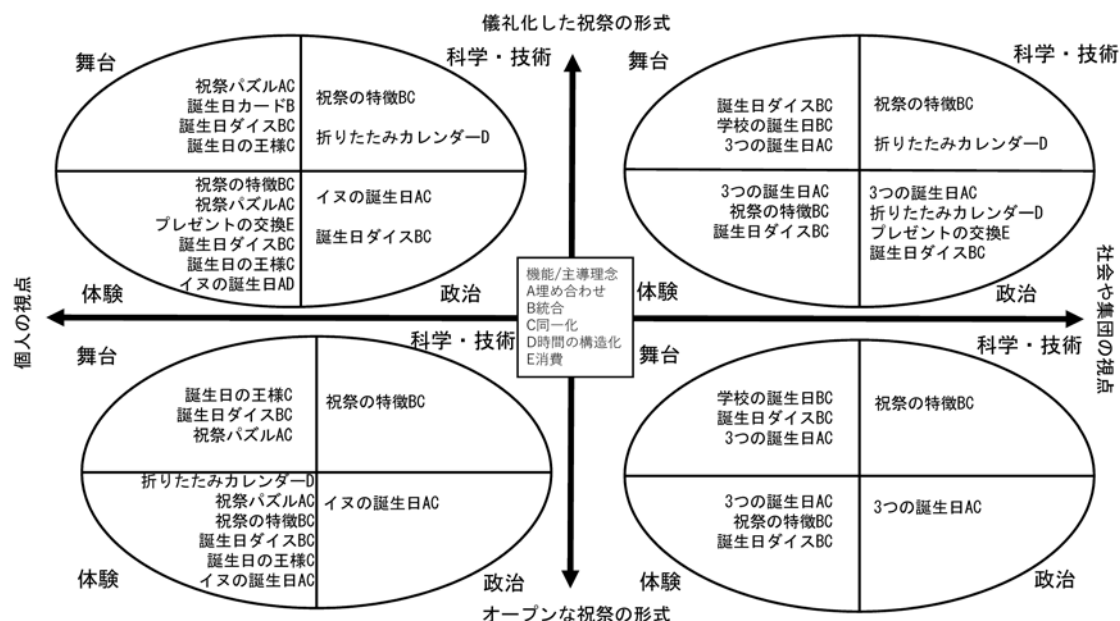 儀礼化した祝祭の形式
舞台
科学・技術
祝祭パズルAC
誕生日カードB
誕生日ダイスBC
誕生日の王様C
祝祭の特徴BC
折りたたみカレンダーD
祝祭の特徴BC
祝祭パズルAC
プレゼントの交換E
誕生日ダイスBC
誕生日の王様C
イヌの誕生日AD
イヌの誕生日AC
誕生日ダイスBC
体験
政治
舞台
科学・技術
誕生日ダイスBC
学校の誕生日BC
3つの誕生日AC
祝祭の特徴BC
折りたたみカレンダーD
3つの誕生日AC
祝祭の特徴BC
誕生日ダイスBC
3つの誕生日AC
折りたたみカレンダーD
プレゼントの交換E
誕生日ダイスBC
体験
政治
個人の視点
機能/主導理念
A埋め合わせ
B統合
C同一化
D時間の構造化
E消費
社会や集団の視点
舞台
科学・技術
誕生日の王様C
誕生日ダイスBC
祝祭パズルAC
祝祭の特徴BC
折りたたみカレンダーD
祝祭パズルAC
祝祭の特徴BC
誕生日ダイスBC
誕生日の王様C
イヌの誕生日AC
イヌの誕生日AC
体験
政治
舞台
科学・技術
学校の誕生日BC
誕生日ダイスBC
3つの誕生日AC
祝祭の特徴BC
3つの誕生日AC
祝祭の特徴BC
誕生日ダイスBC
3つの誕生日AC
体験
政治
オープンな祝祭の形式